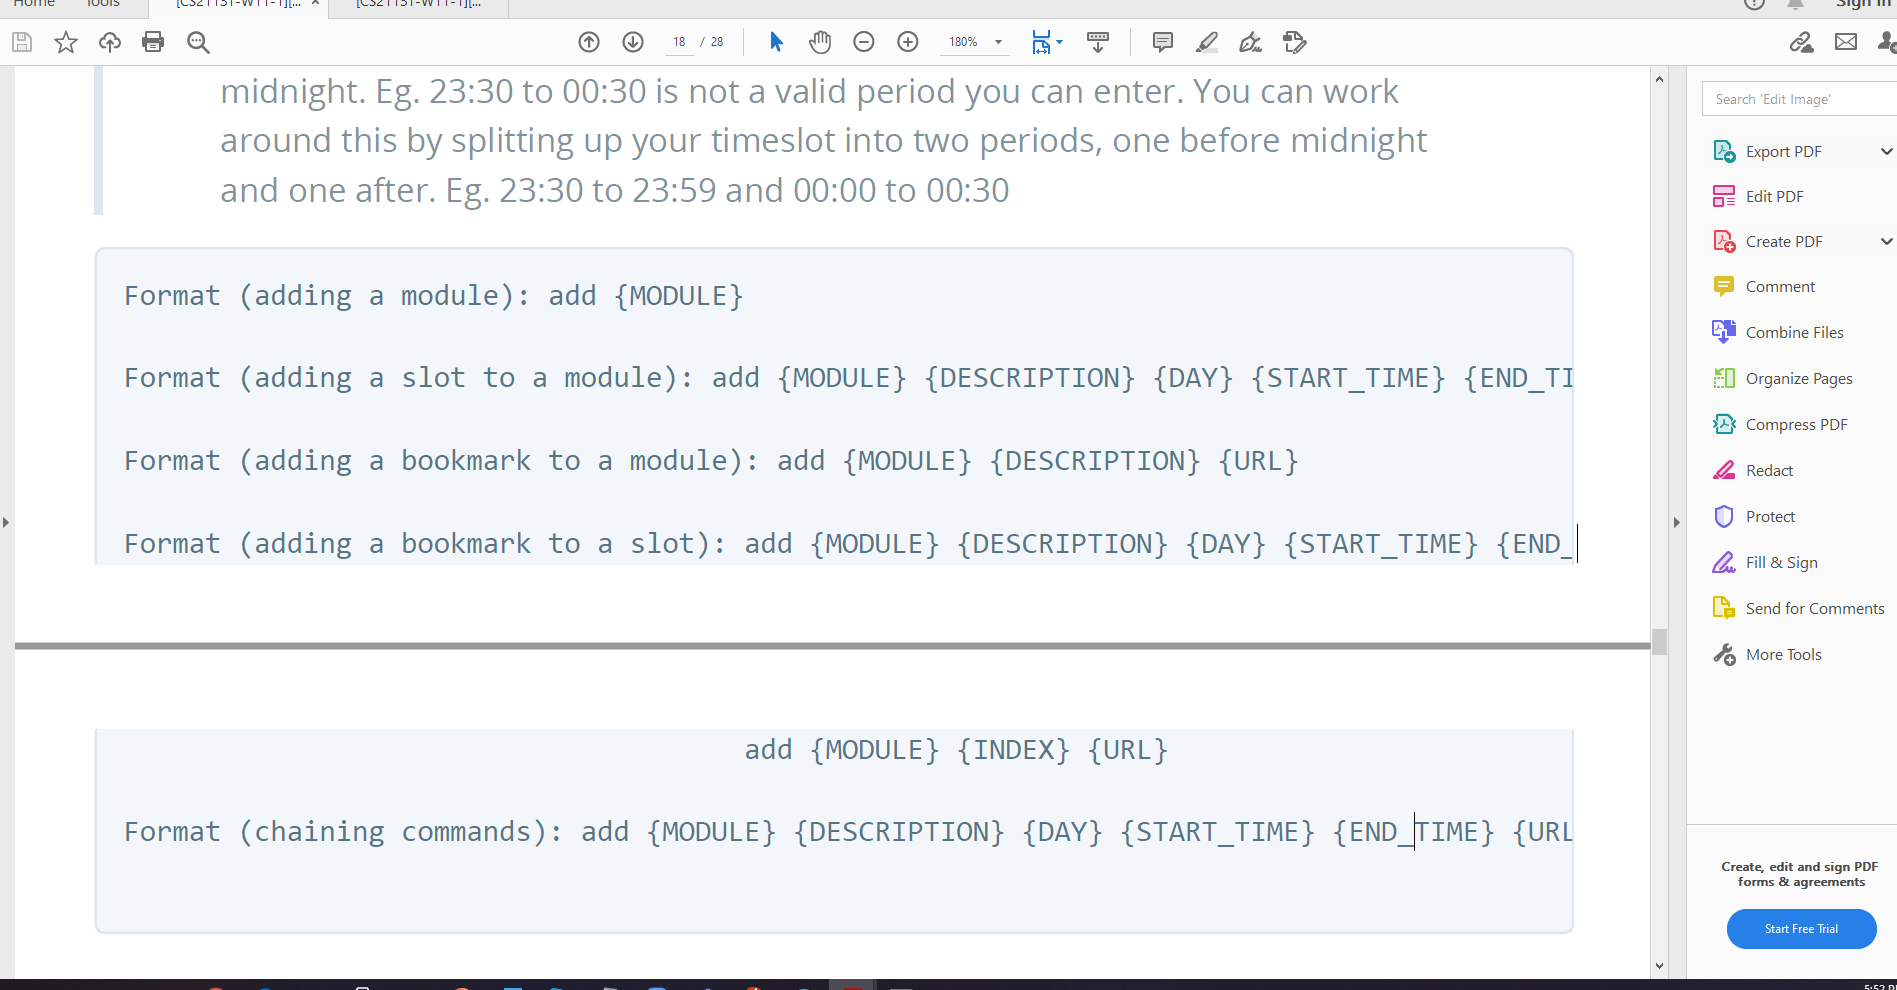 Home Tools [CS2113T-W11-1][... × [CS2113T-W11-1][... Sign In
18 / 28 180%
midnight. Eg. 23:30 to 00:30 is not a valid period you can enter. You can work
around this by splitting up your timeslot into two periods, one before midnight
and one after. Eg. 23:30 to 23:59 and 00:00 to 00:30
Format (adding a module): add {MODULE}
Format (adding a slot to a module): add {MODULE} {DESCRIPTION} {DAY} {START_TIME} {END_TI
Format (adding a bookmark to a module): add {MODULE} {DESCRIPTION} {URL}
Format (adding a bookmark to a slot): add {MODULE} {DESCRIPTION} {DAY} {START_TIME} {END_
add {MODULE} {INDEX} {URL}
Format (chaining commands): add {MODULE} {DESCRIPTION} {DAY} {START_TIME} {END_TIME} {URL
Search 'Edit Image'
Export PDF
Edit PDF
Create PDF
Comment
Combine Files
Organize Pages
Compress PDF
Redact
Protect
Fill & Sign
Send for Comments
More Tools
Create, edit and sign PDF
forms & agreements
Start Free Trial
5:52 P